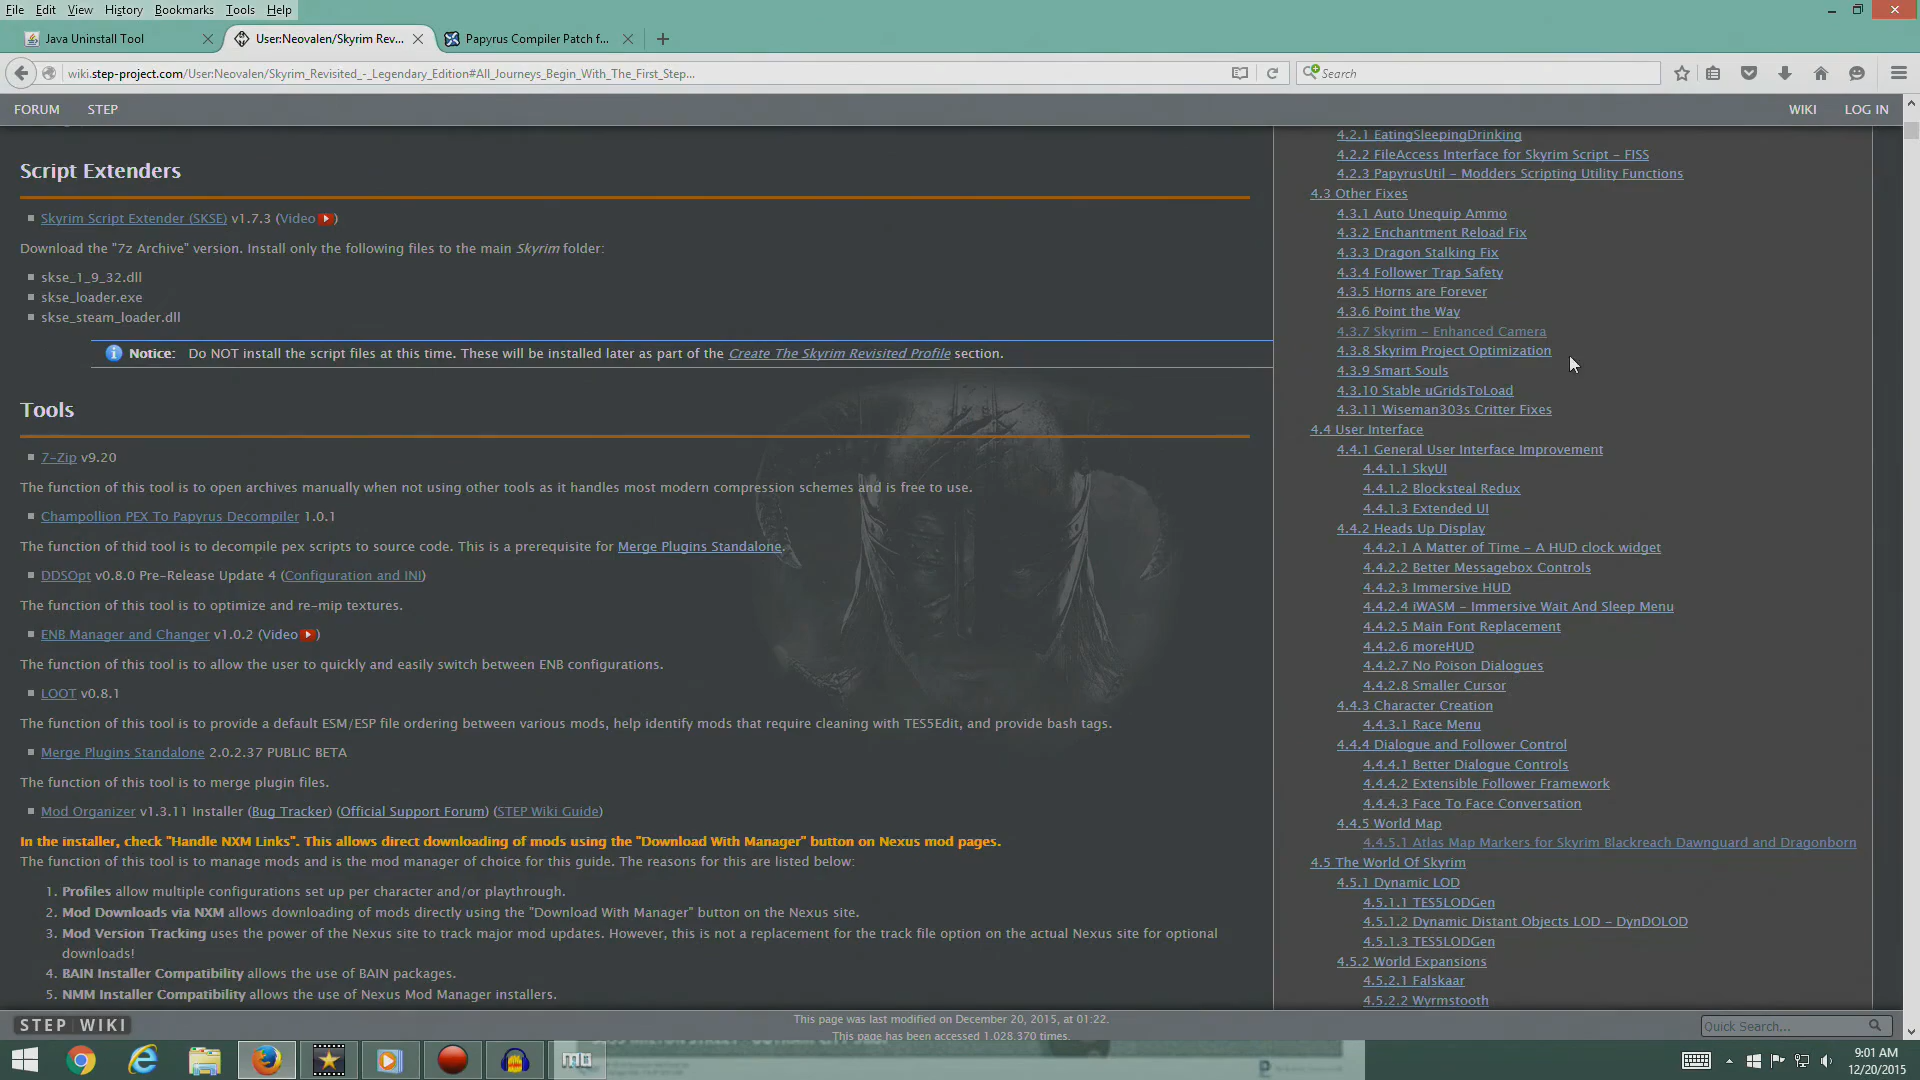 File Edit View History Bookmarks Tools Help
Java Uninstall Tool
User:Neovalen/Skyrim Rev...
Papyrus Compiler Patch f...
wiki.step-project.com/User:Neovalen/Skyrim_Revisited_-_Legendary_Edition#All_Journeys_Begin_With_The_First_Step...
Search
FORUM STEP
WIKI LOG IN
Script Extenders
Skyrim Script Extender (SKSE) v1.7.3 (Video)
Download the "7z Archive" version. Install only the following files to the main Skyrim folder:
skse_1_9_32.dll
skse_loader.exe
skse_steam_loader.dll
Notice: Do NOT install the script files at this time. These will be installed later as part of the Create The Skyrim Revisited Profile section.
Tools
7-Zip v9.20
The function of this tool is to open archives manually when not using other tools as it handles most modern compression schemes and is free to use.
Champollion PEX To Papyrus Decompiler 1.0.1
The function of thid tool is to decompile pex scripts to source code. This is a prerequisite for Merge Plugins Standalone.
DDSOpt v0.8.0 Pre-Release Update 4 (Configuration and INI)
The function of this tool is to optimize and re-mip textures.
ENB Manager and Changer v1.0.2 (Video)
The function of this tool is to allow the user to quickly and easily switch between ENB configurations.
LOOT v0.8.1
The function of this tool is to provide a default ESM/ESP file ordering between various mods, help identify mods that require cleaning with TES5Edit, and provide bash tags.
Merge Plugins Standalone 2.0.2.37 PUBLIC BETA
The function of this tool is to merge plugin files.
Mod Organizer v1.3.11 Installer (Bug Tracker) (Official Support Forum) (STEP Wiki Guide)
In the installer, check "Handle NXM Links". This allows direct downloading of mods using the "Download With Manager" button on Nexus mod pages.
The function of this tool is to manage mods and is the mod manager of choice for this guide. The reasons for this are listed below:
1. Profiles allow multiple configurations set up per character and/or playthrough.
2. Mod Downloads via NXM allows downloading of mods directly using the "Download With Manager" button on the Nexus site.
3. Mod Version Tracking uses the power of the Nexus site to track major mod updates. However, this is not a replacement for the track file option on the actual Nexus site for optional
downloads!
4. BAIN Installer Compatibility allows the use of BAIN packages.
5. NMM Installer Compatibility allows the use of Nexus Mod Manager installers.
4.2.1 EatingSleepingDrinking
4.2.2 FileAccess Interface for Skyrim Script - FISS
4.2.3 PapyrusUtil - Modders Scripting Utility Functions
4.3 Other Fixes
4.3.1 Auto Unequip Ammo
4.3.2 Enchantment Reload Fix
4.3.3 Dragon Stalking Fix
4.3.4 Follower Trap Safety
4.3.5 Horns are Forever
4.3.6 Point the Way
4.3.7 Skyrim - Enhanced Camera
4.3.8 Skyrim Project Optimization
4.3.9 Smart Souls
4.3.10 Stable uGridsToLoad
4.3.11 Wiseman303s Critter Fixes
4.4 User Interface
4.4.1 General User Interface Improvement
4.4.1.1 SkyUI
4.4.1.2 Blocksteal Redux
4.4.1.3 Extended UI
4.4.2 Heads Up Display
4.4.2.1 A Matter of Time - A HUD clock widget
4.4.2.2 Better Messagebox Controls
4.4.2.3 Immersive HUD
4.4.2.4 iWASM - Immersive Wait And Sleep Menu
4.4.2.5 Main Font Replacement
4.4.2.6 moreHUD
4.4.2.7 No Poison Dialogues
4.4.2.8 Smaller Cursor
4.4.3 Character Creation
4.4.3.1 Race Menu
4.4.4 Dialogue and Follower Control
4.4.4.1 Better Dialogue Controls
4.4.4.2 Extensible Follower Framework
4.4.4.3 Face To Face Conversation
4.4.5 World Map
4.4.5.1 Atlas Map Markers for Skyrim Blackreach Dawnguard and Dragonborn
4.5 The World Of Skyrim
4.5.1 Dynamic LOD
4.5.1.1 TES5LODGen
4.5.1.2 Dynamic Distant Objects LOD - DynDOLOD
4.5.1.3 TES5LODGen
4.5.2 World Expansions
4.5.2.1 Falskaar
4.5.2.2 Wyrmstooth
STEP WIKI
This page was last modified on December 20, 2015, at 01:22.
This page has been accessed 1,028,370 times.
Quick Search...
9:01 AM
12/20/2015